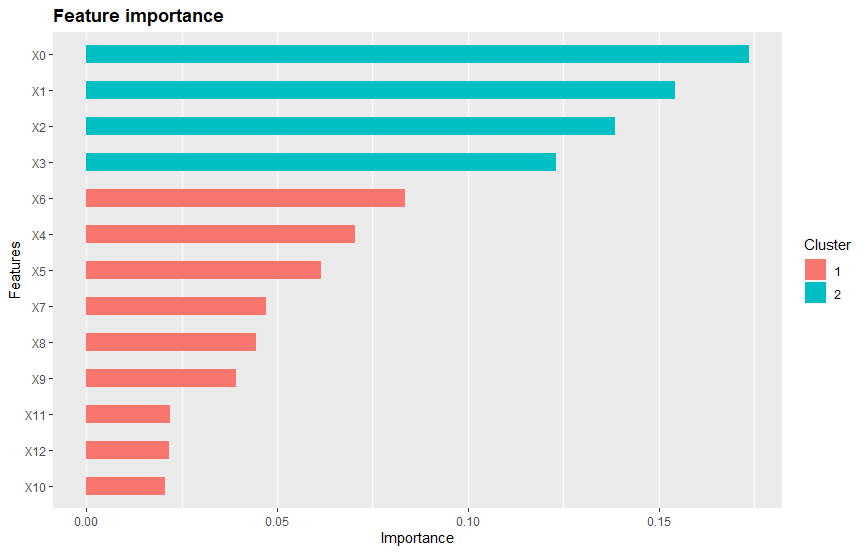 Feature importance
X0
X1
X2
X3
X6
X4
X5
X7
X8
X9
X11
X12
X10
Features
0.00 0.05 0.10 0.15
Importance
Cluster
1
2